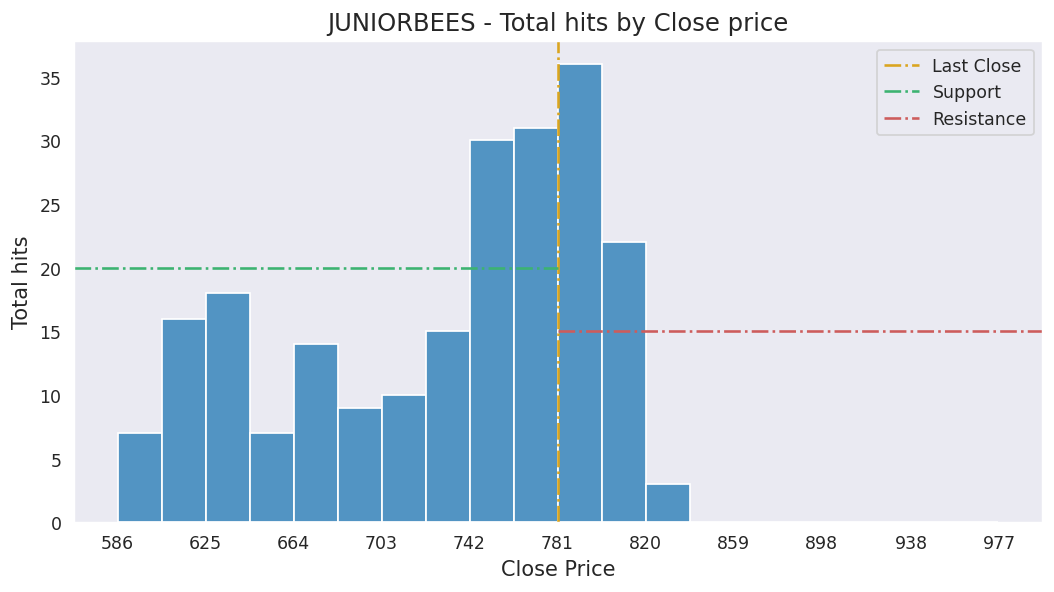 JUNIORBEES - Total hits by Close price
Last Close
Support
Resistance
Total hits
35
30
25
20
15
10
5
0
586 625 664 703 742 781 820 859 898 938 977
Close Price